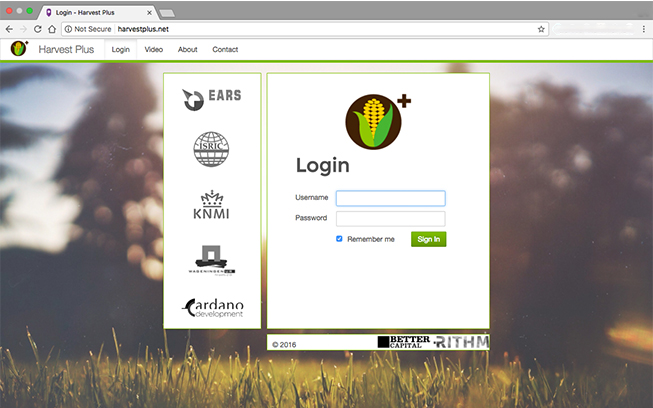 Login - Harvest Plus
Not Secure harvestplus.net
Harvest Plus Login Video About Contact
EARS
ISRIC
KNMI
WAGENINGEN UR
Cardano
development
+
Login
Username
Password
Remember me Sign In
© 2016
BETTER
CAPITAL
RITHM